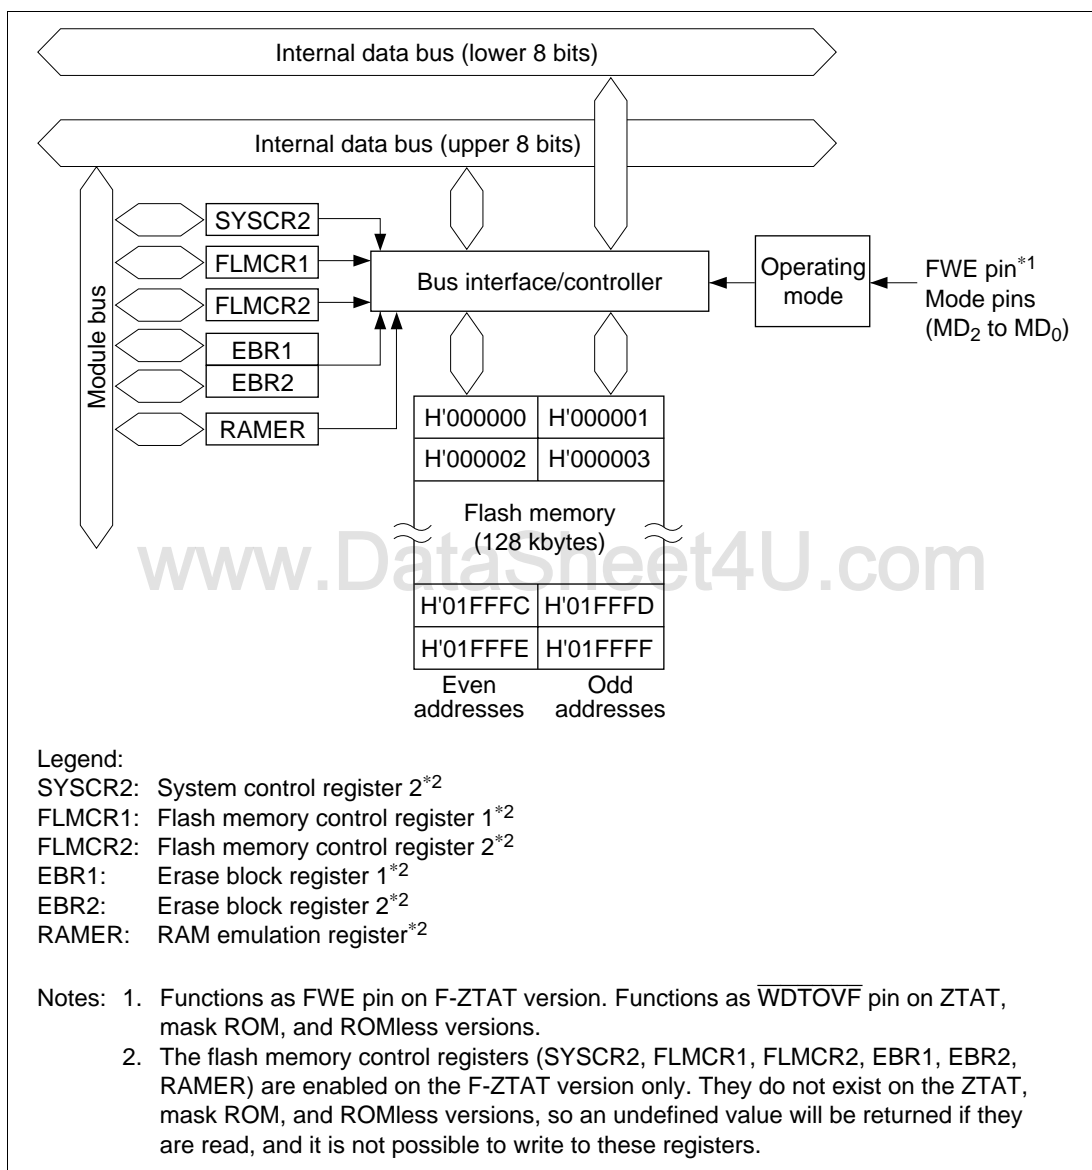 Internal data bus (lower 8 bits)
Internal data bus (upper 8 bits)
Module bus
SYSCR2
FLMCR1
FLMCR2
EBR1
EBR2
RAMER
Bus interface/controller
Operating
mode
FWE pin*1
Mode pins
(MD2 to MD0)
H'000000 H'000001
H'000002 H'000003
Flash memory
(128 kbytes)
www.DataSheet4U.com
H'01FFFC H'01FFFD
H'01FFFE H'01FFFF
Even
addresses
Odd
addresses
Legend:
SYSCR2: System control register 2*2
FLMCR1: Flash memory control register 1*2
FLMCR2: Flash memory control register 2*2
EBR1: Erase block register 1*2
EBR2: Erase block register 2*2
RAMER: RAM emulation register*2
Notes: 1. Functions as FWE pin on F-ZTAT version. Functions as WDTOVF pin on ZTAT,
mask ROM, and ROMless versions.
2. The flash memory control registers (SYSCR2, FLMCR1, FLMCR2, EBR1, EBR2,
RAMER) are enabled on the F-ZTAT version only. They do not exist on the ZTAT,
mask ROM, and ROMless versions, so an undefined value will be returned if they
are read, and it is not possible to write to these registers.